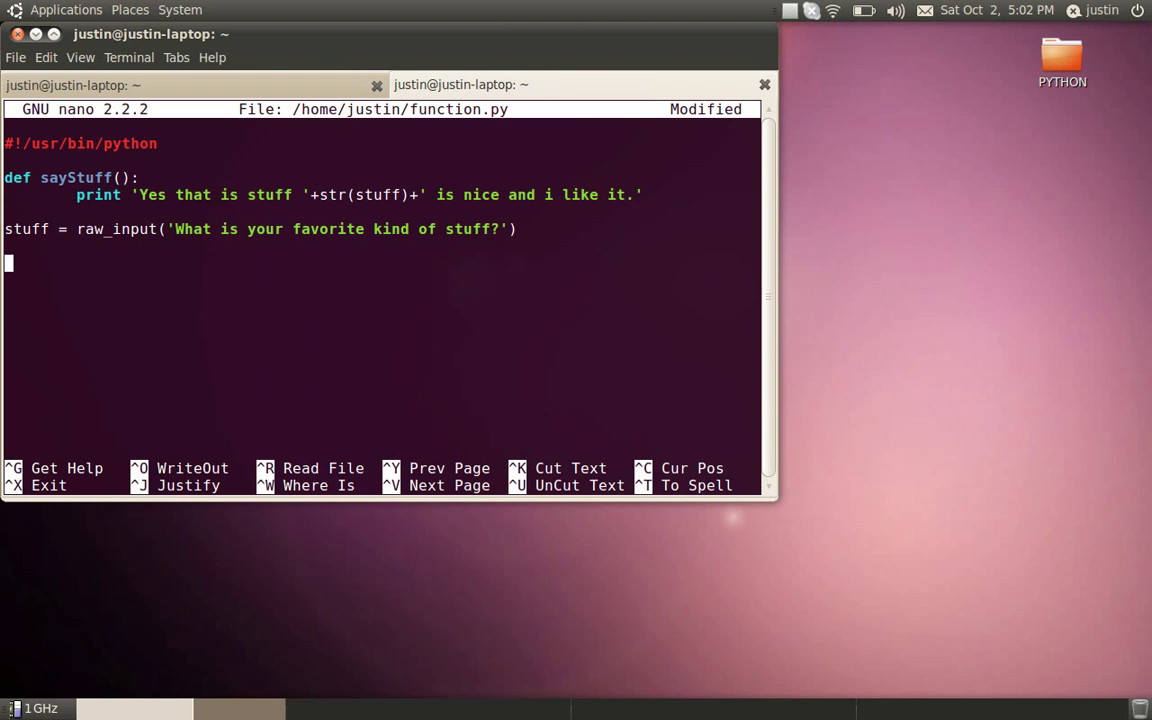 Applications Places System Sat Oct 2, 5:02 PM justin
justin@justin-laptop: ~
File Edit View Terminal Tabs Help
justin@justin-laptop: ~ justin@justin-laptop: ~
GNU nano 2.2.2 File: /home/justin/function.py Modified
#!/usr/bin/python
def sayStuff():
print 'Yes that is stuff '+str(stuff)+' is nice and i like it.'
stuff = raw_input('What is your favorite kind of stuff?')
^G Get Help ^O WriteOut ^R Read File ^Y Prev Page ^K Cut Text ^C Cur Pos
^X Exit ^J Justify ^W Where Is ^V Next Page ^U UnCut Text ^T To Spell
PYTHON
1 GHz